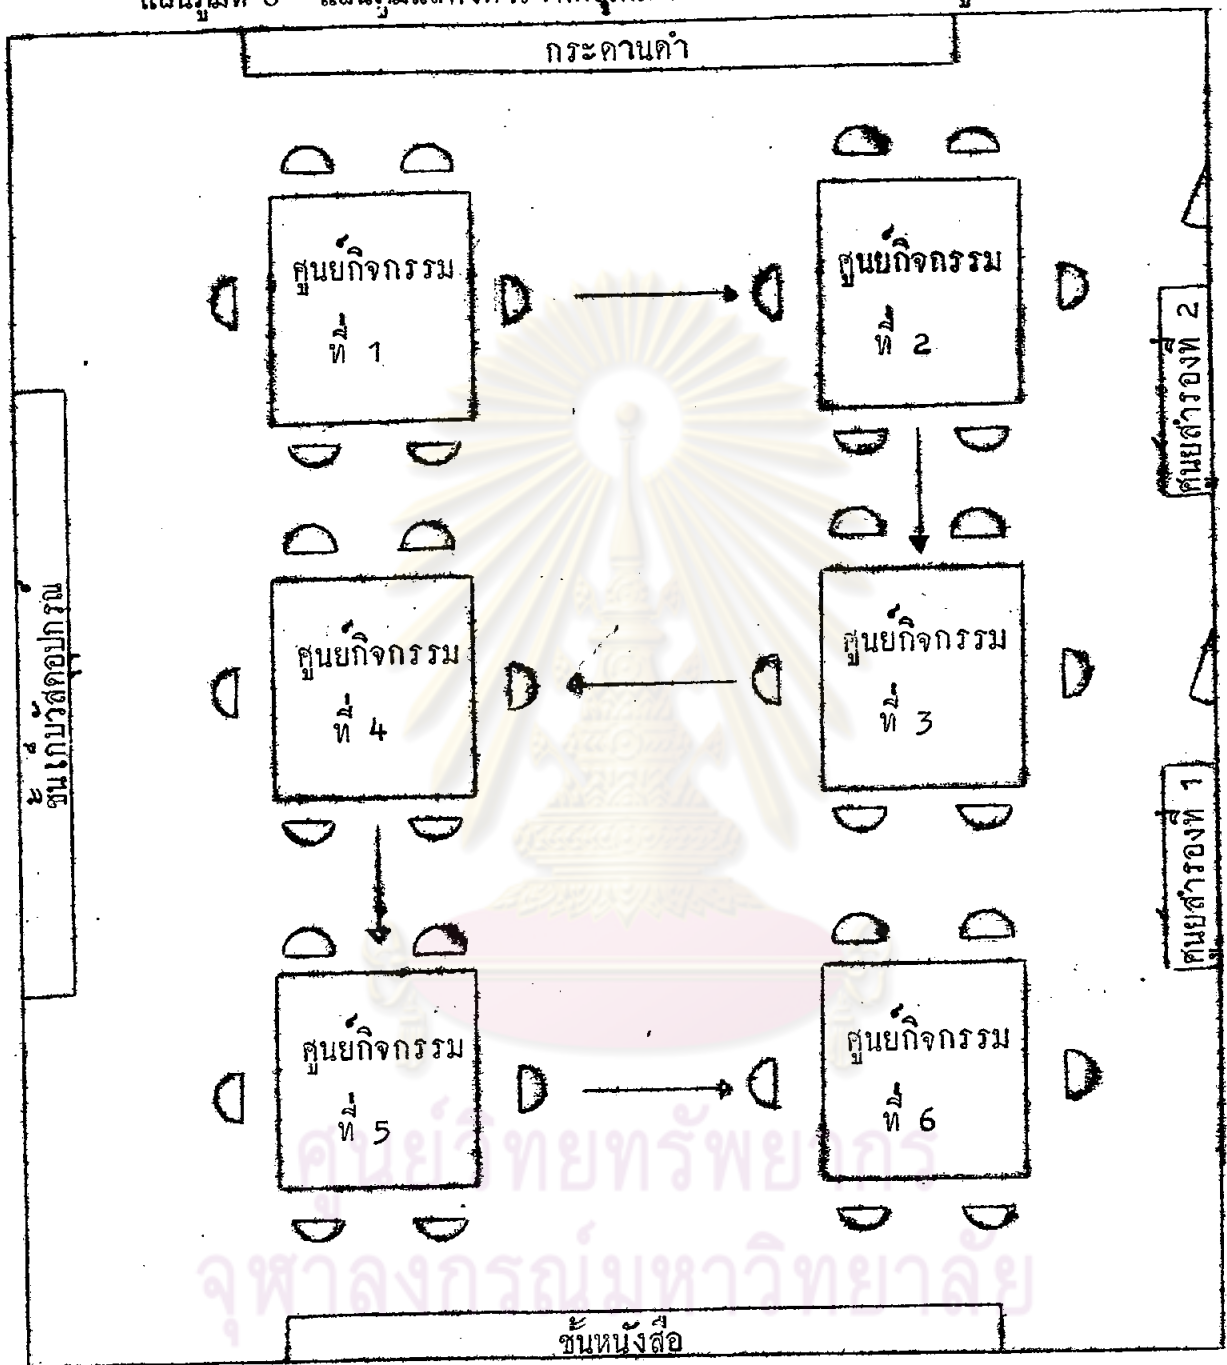 กระดานดำ
ศูนย์กิจกรรม
ที่ 1
ศูนย์กิจกรรม
ที่ 2
ศูนย์สำรองที่ 2
ชั้นเก็บวัสดุอุปกรณ์
ศูนย์กิจกรรม
ที่ 4
ศูนย์กิจกรรม
ที่ 3
ศูนย์สำรองที่ 1
ศูนย์กิจกรรม
ที่ 5
ศูนย์กิจกรรม
ที่ 6
ศูนย์วิทยทรัพยากร
จุฬาลงกรณ์มหาวิทยาลัย
ชั้นหนังสือ